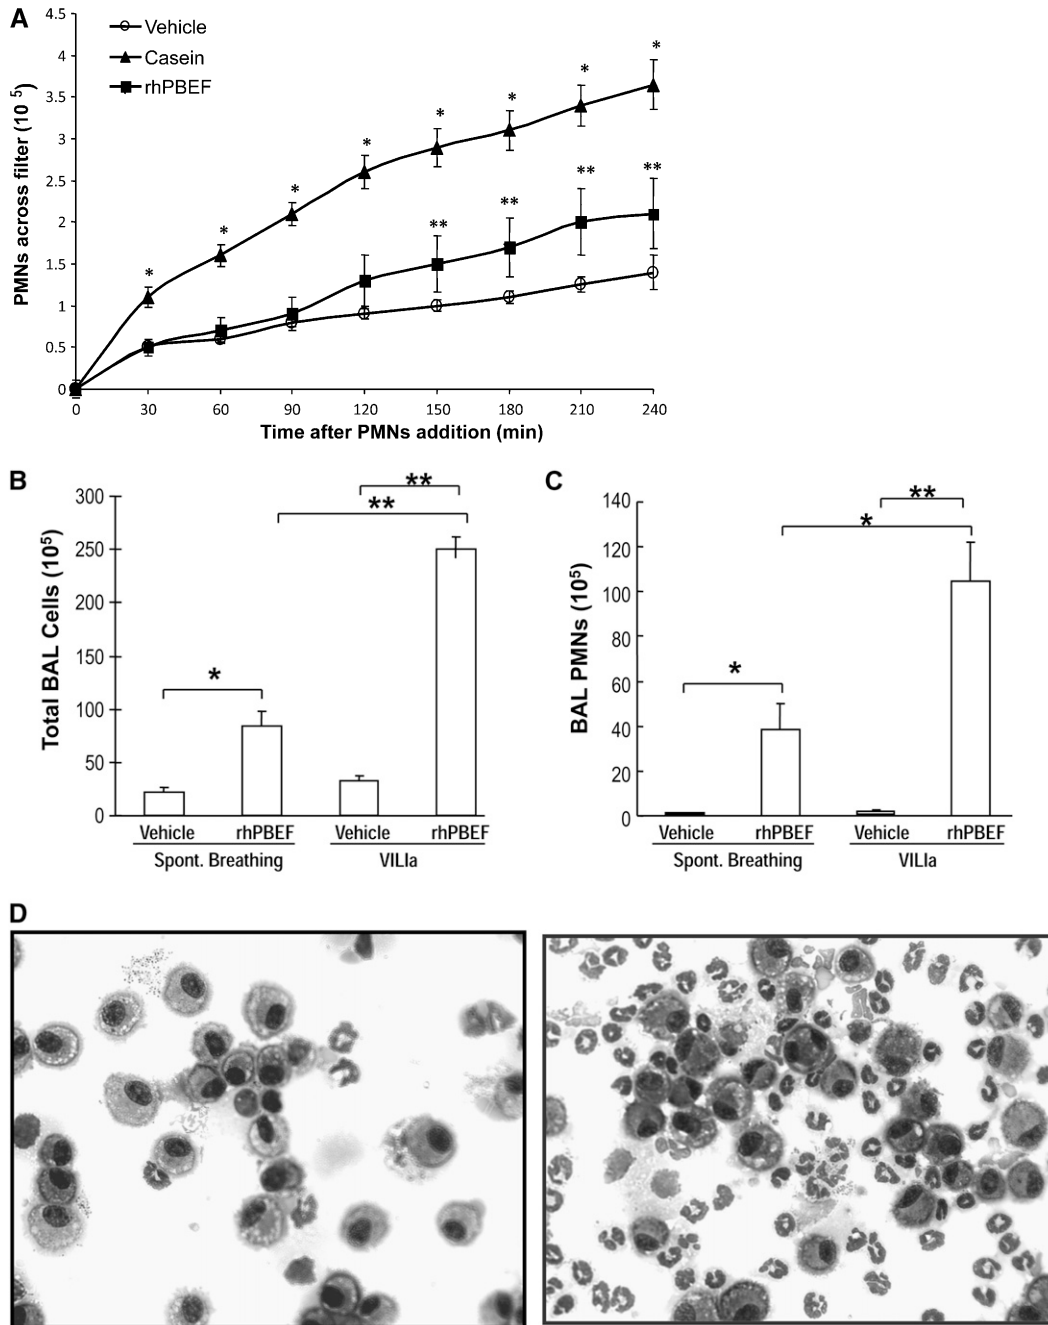 A
Vehicle
Casein
rhPBEF
PMNs across filter (10 5)
4.5
4
3.5
3
2.5
2
1.5
1
0.5
0
* * * * * * * *
** ** ** **
0 30 60 90 120 150 180 210 240
Time after PMNs addition (min)
B
Total BAL Cells (10⁵)
300
250
200
150
100
50
0
**
**
*
Vehicle rhPBEF Vehicle rhPBEF
Spont. Breathing VILIa
C
BAL PMNs (10⁵)
140
120
100
80
60
40
20
0
**
*
*
Vehicle rhPBEF Vehicle rhPBEF
Spont. Breathing VILIa
D